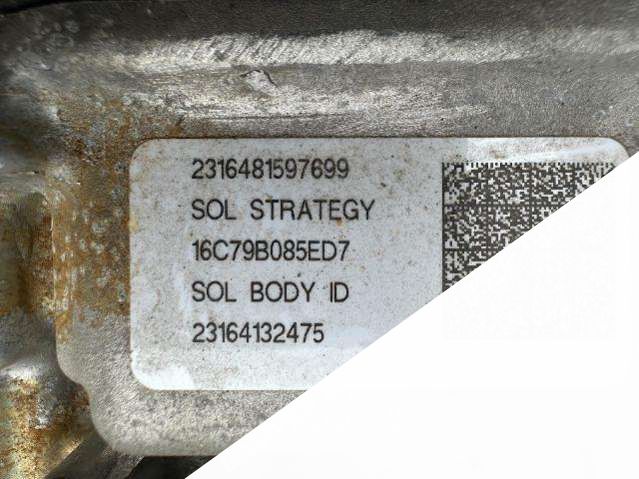 2316481597699
SOL STRATEGY
16C79B085ED7
SOL BODY ID
23164132475